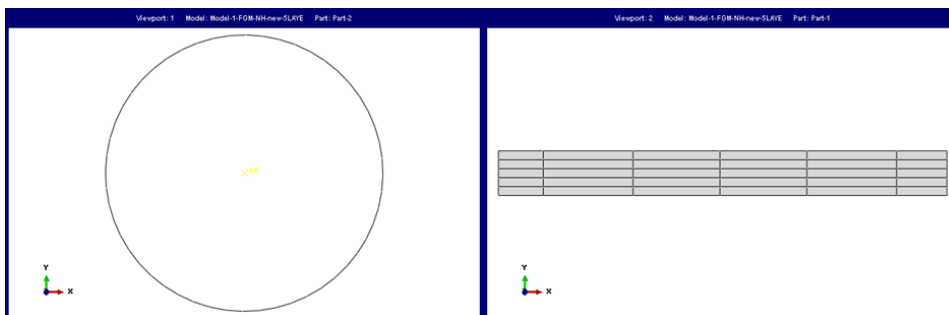 Viewport: 1 Model: Model-1-FGM-NH-new-5LAYE Part: Part-2
Viewport: 2 Model: Model-1-FGM-NH-new-5LAYE Part: Part-1
RP
Y
X
Y
X